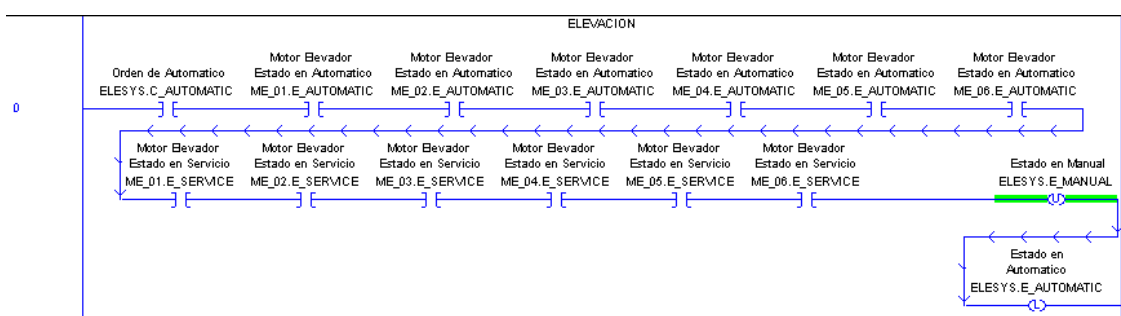 ELEVACION
Motor Elevador Motor Elevador Motor Elevador Motor Elevador Motor Elevador Motor Elevador
Orden de Automatico Estado en Automatico Estado en Automatico Estado en Automatico Estado en Automatico Estado en Automatico Estado en Automatico
ELESYS.C_AUTOMATIC ME_01.E_AUTOMATIC ME_02.E_AUTOMATIC ME_03.E_AUTOMATIC ME_04.E_AUTOMATIC ME_05.E_AUTOMATIC ME_06.E_AUTOMATIC
0
Motor Elevador Motor Elevador Motor Elevador Motor Elevador Motor Elevador Motor Elevador
Estado en Servicio Estado en Servicio Estado en Servicio Estado en Servicio Estado en Servicio Estado en Servicio Estado en Manual
ME_01.E_SERVICE ME_02.E_SERVICE ME_03.E_SERVICE ME_04.E_SERVICE ME_05.E_SERVICE ME_06.E_SERVICE ELESYS.E_MANUAL
U
Estado en
Automatico
ELESYS.E_AUTOMATIC
L